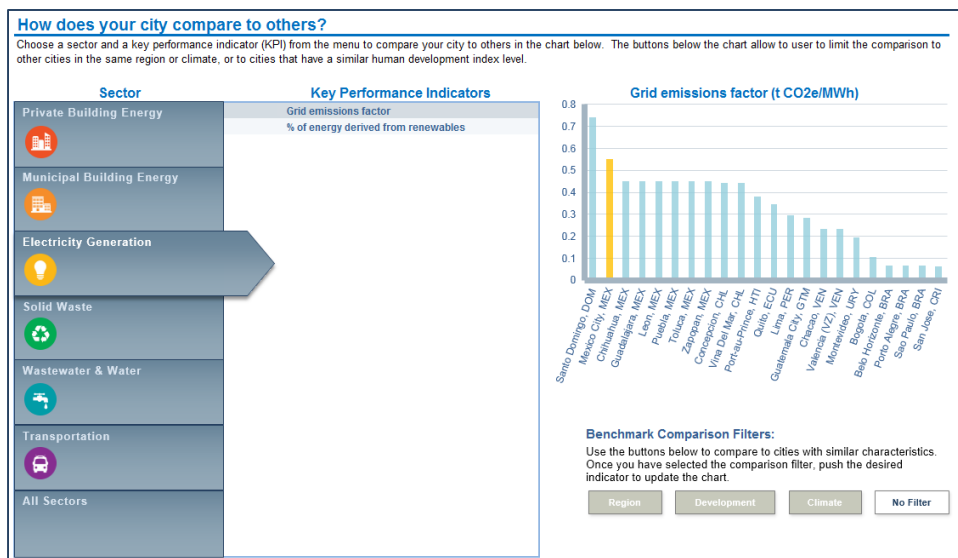 How does your city compare to others?
Choose a sector and a key performance indicator (KPI) from the menu to compare your city to others in the chart below. The buttons below the chart allow to user to limit the comparison to
other cities in the same region or climate, or to cities that have a similar human development index level.
Sector
Key Performance Indicators
Private Building Energy
Municipal Building Energy
Electricity Generation
Solid Waste
Wastewater & Water
Transportation
All Sectors
Grid emissions factor
% of energy derived from renewables
Grid emissions factor (t CO2e/MWh)
0.8
0.7
0.6
0.5
0.4
0.3
0.2
0.1
0
Santo Domingo, DOM
Mexico City, MEX
Chihuahua, MEX
Guadalajara, MEX
Leon, MEX
Puebla, MEX
Toluca, MEX
Zapopan, MEX
Concepcion, CHL
Vina Del Mar, CHL
Port-au-Prince, HTI
Quito, ECU
Lima, PER
Guatemala City, GTM
Chacao, VEN
Valencia (VZ), VEN
Montevideo, URY
Bogota, COL
Belo Horizonte, BRA
Porto Alegre, BRA
Sao Paulo, BRA
San Jose, CRI
Benchmark Comparison Filters:
Use the buttons below to compare to cities with similar characteristics.
Once you have selected the comparison filter, push the desired
indicator to update the chart.
Region
Development
Climate
No Filter